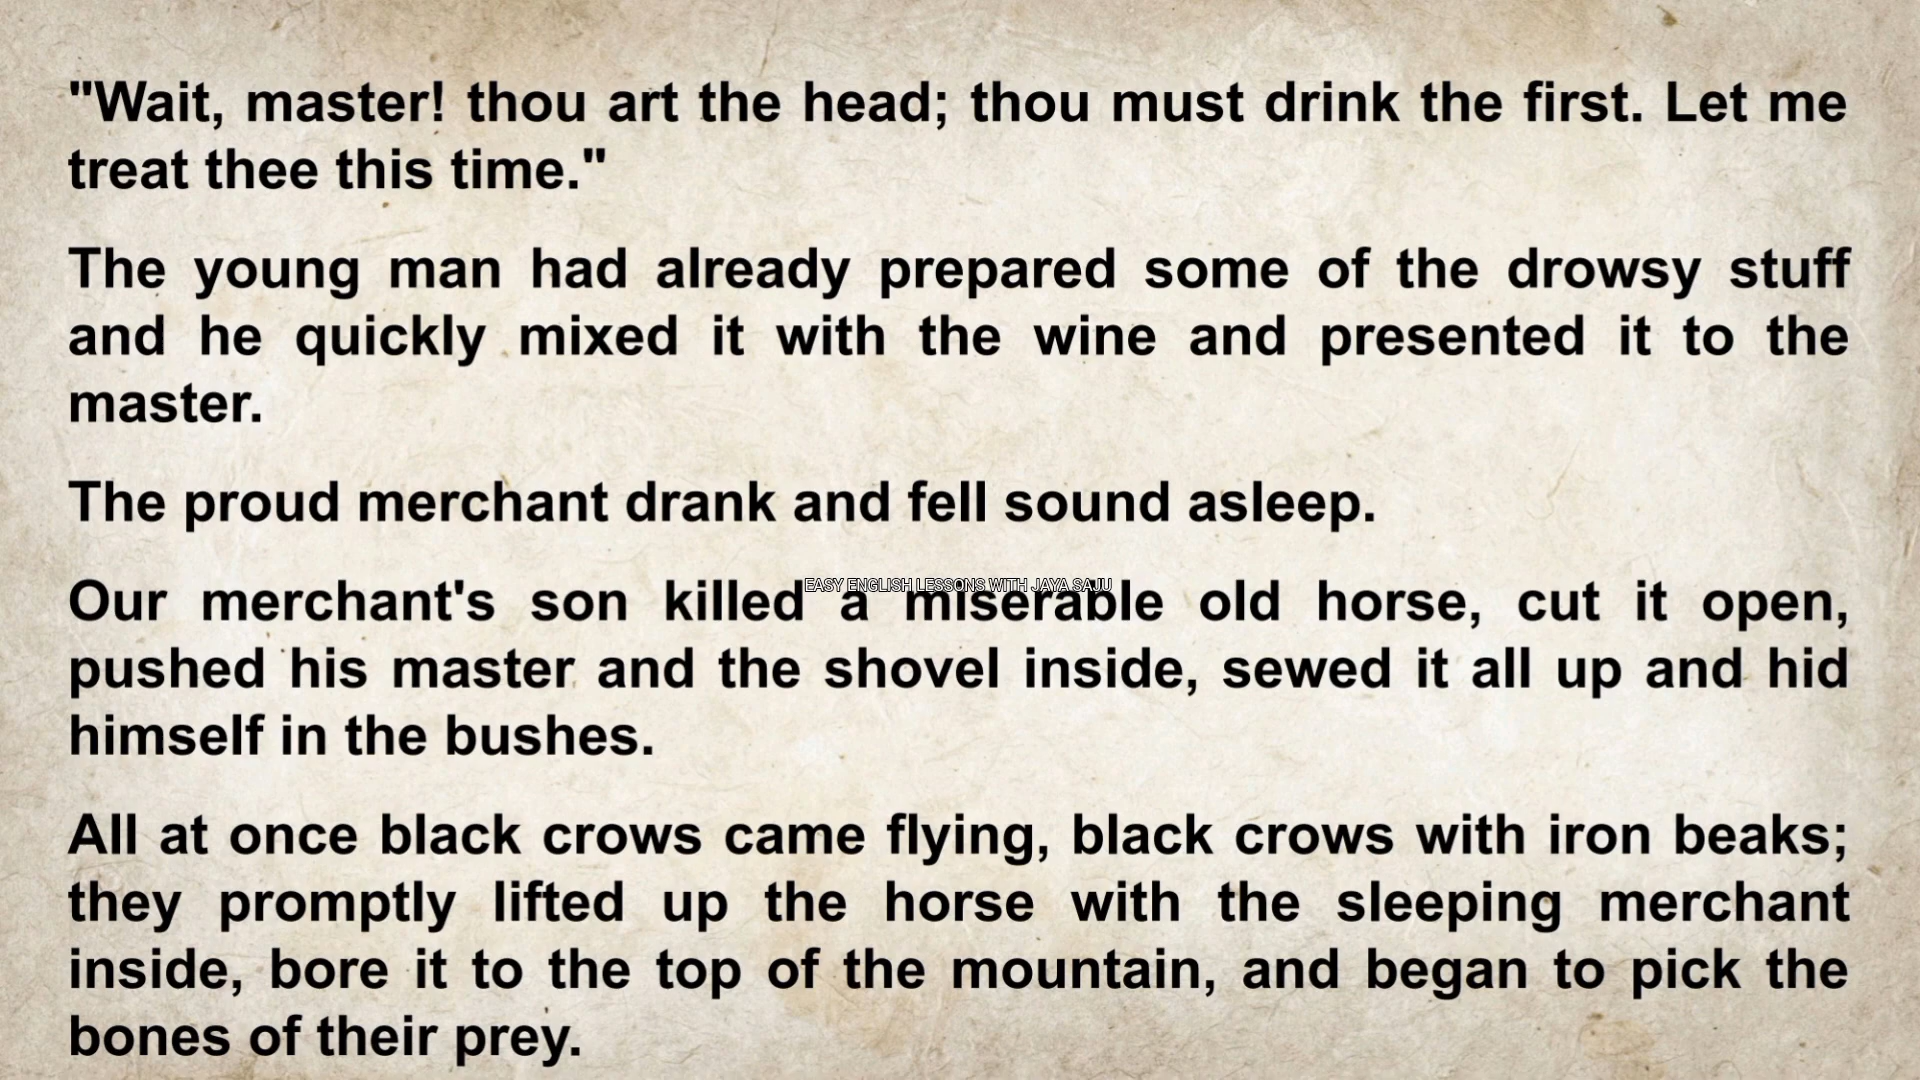 "Wait, master! thou art the head; thou must drink the first. Let me
treat thee this time."
The young man had already prepared some of the drowsy stuff
and he quickly mixed it with the wine and presented it to the
master.
The proud merchant drank and fell sound asleep.
EASY ENGLISH LESSONS WITH JAYA SAJU
Our merchant's son killed a miserable old horse, cut it open,
pushed his master and the shovel inside, sewed it all up and hid
himself in the bushes.
All at once black crows came flying, black crows with iron beaks;
they promptly lifted up the horse with the sleeping merchant
inside, bore it to the top of the mountain, and began to pick the
bones of their prey.